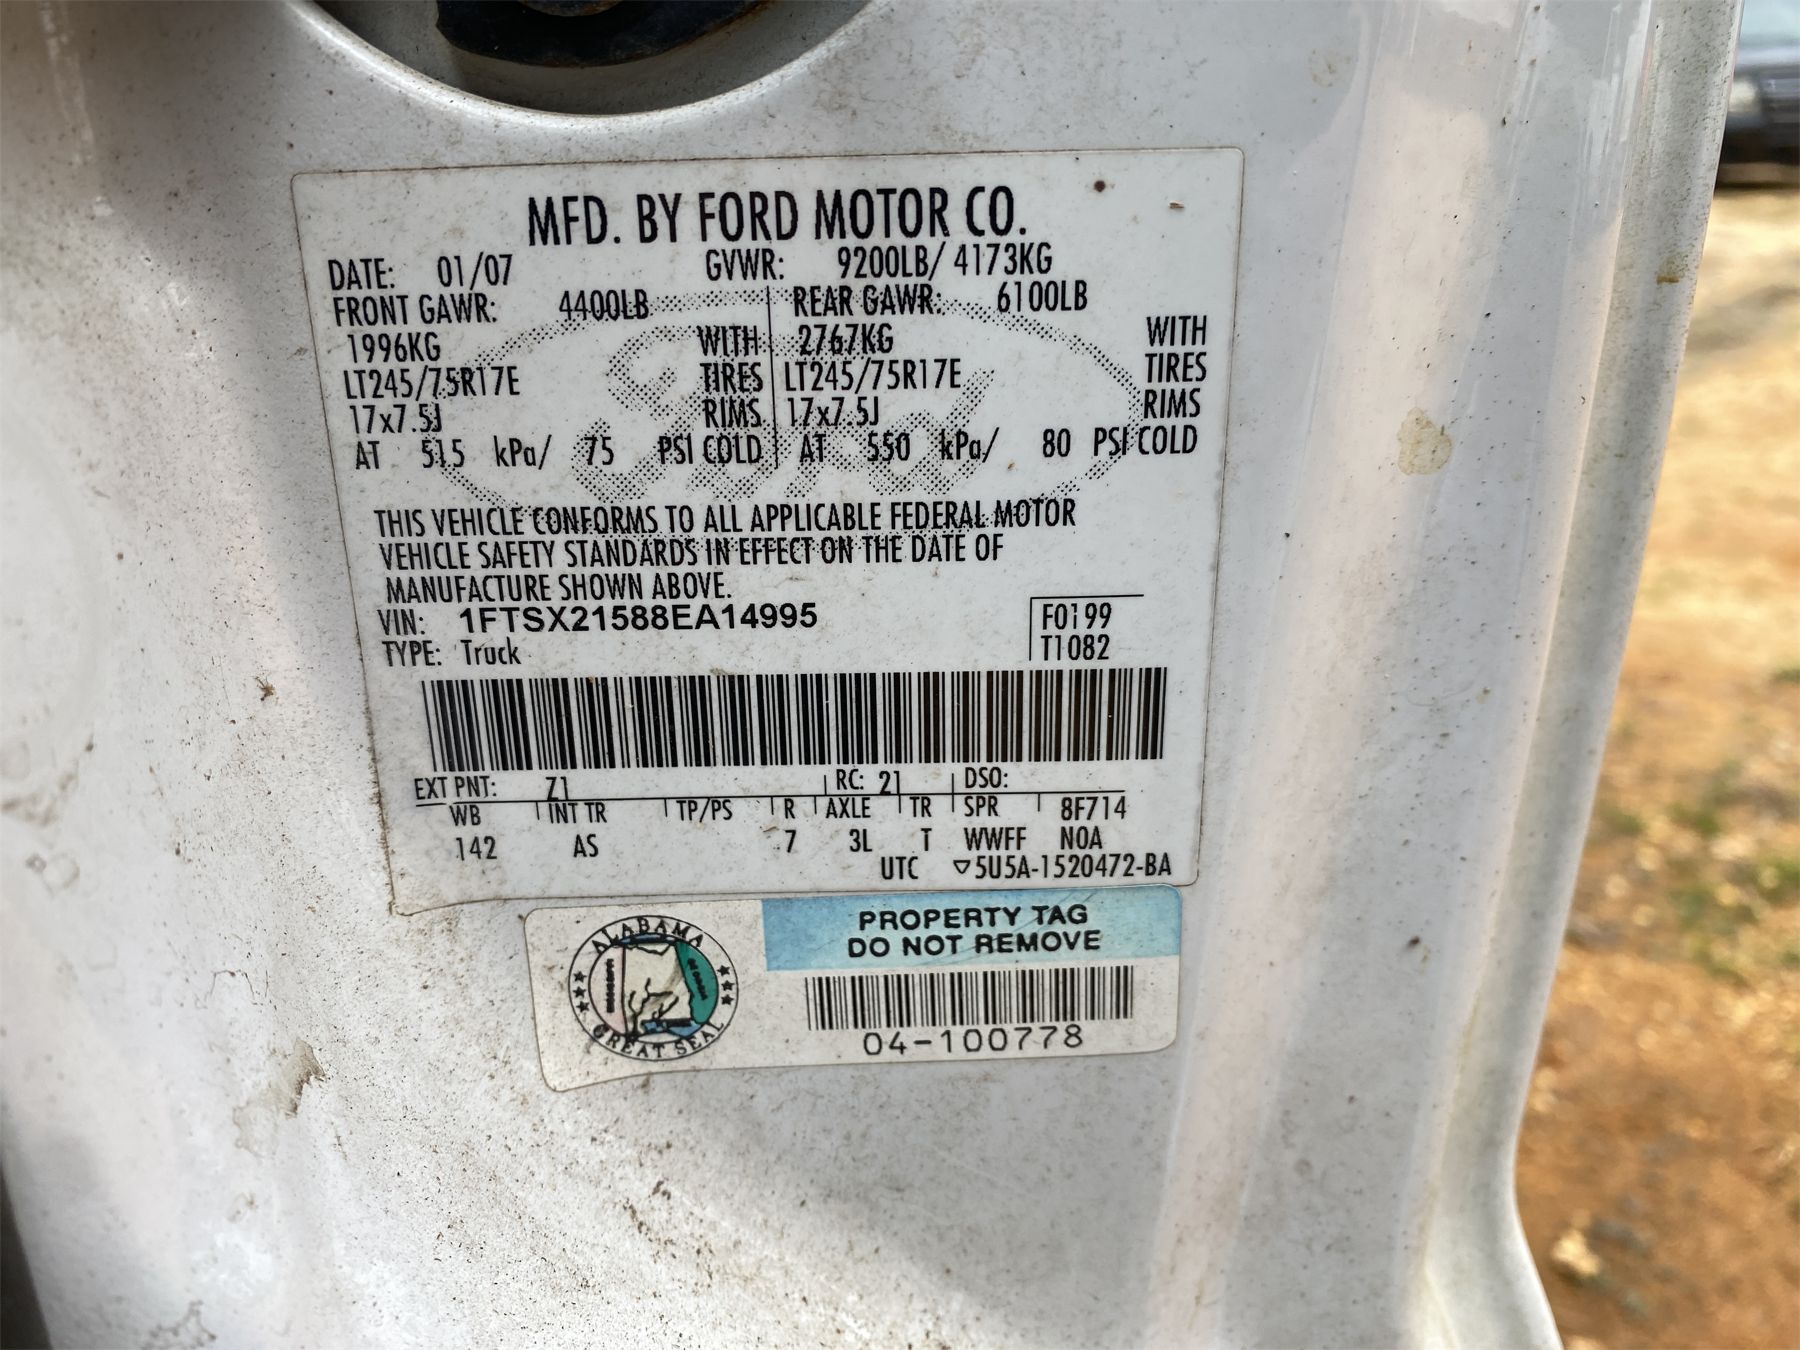 MFD. BY FORD MOTOR CO.
DATE: 01/07 GVWR: 9200LB/ 4173KG
FRONT GAWR: 4400LB REAR GAWR: 6100LB
1996KG WITH 2767KG WITH
LT245/75R17E TIRES LT245/75R17E TIRES
17x7.5J RIMS 17x7.5J RIMS
AT 515 kPa/ 75 PSI COLD AT 550 kPa/ 80 PSI COLD
THIS VEHICLE CONFORMS TO ALL APPLICABLE FEDERAL MOTOR
VEHICLE SAFETY STANDARDS IN EFFECT ON THE DATE OF
MANUFACTURE SHOWN ABOVE.
VIN: 1FTSX21588EA14995 F0199
TYPE: Truck T1082
EXT PNT: Z1 RC: 21 DSO:
WB INT TR TP/PS R AXLE TR SPR 8F714
142 AS 7 3L T WWFF NOA
UTC ▽5U5A-1520472-BA
PROPERTY TAG
DO NOT REMOVE
ALABAMA
GREAT SEAL
04-100778